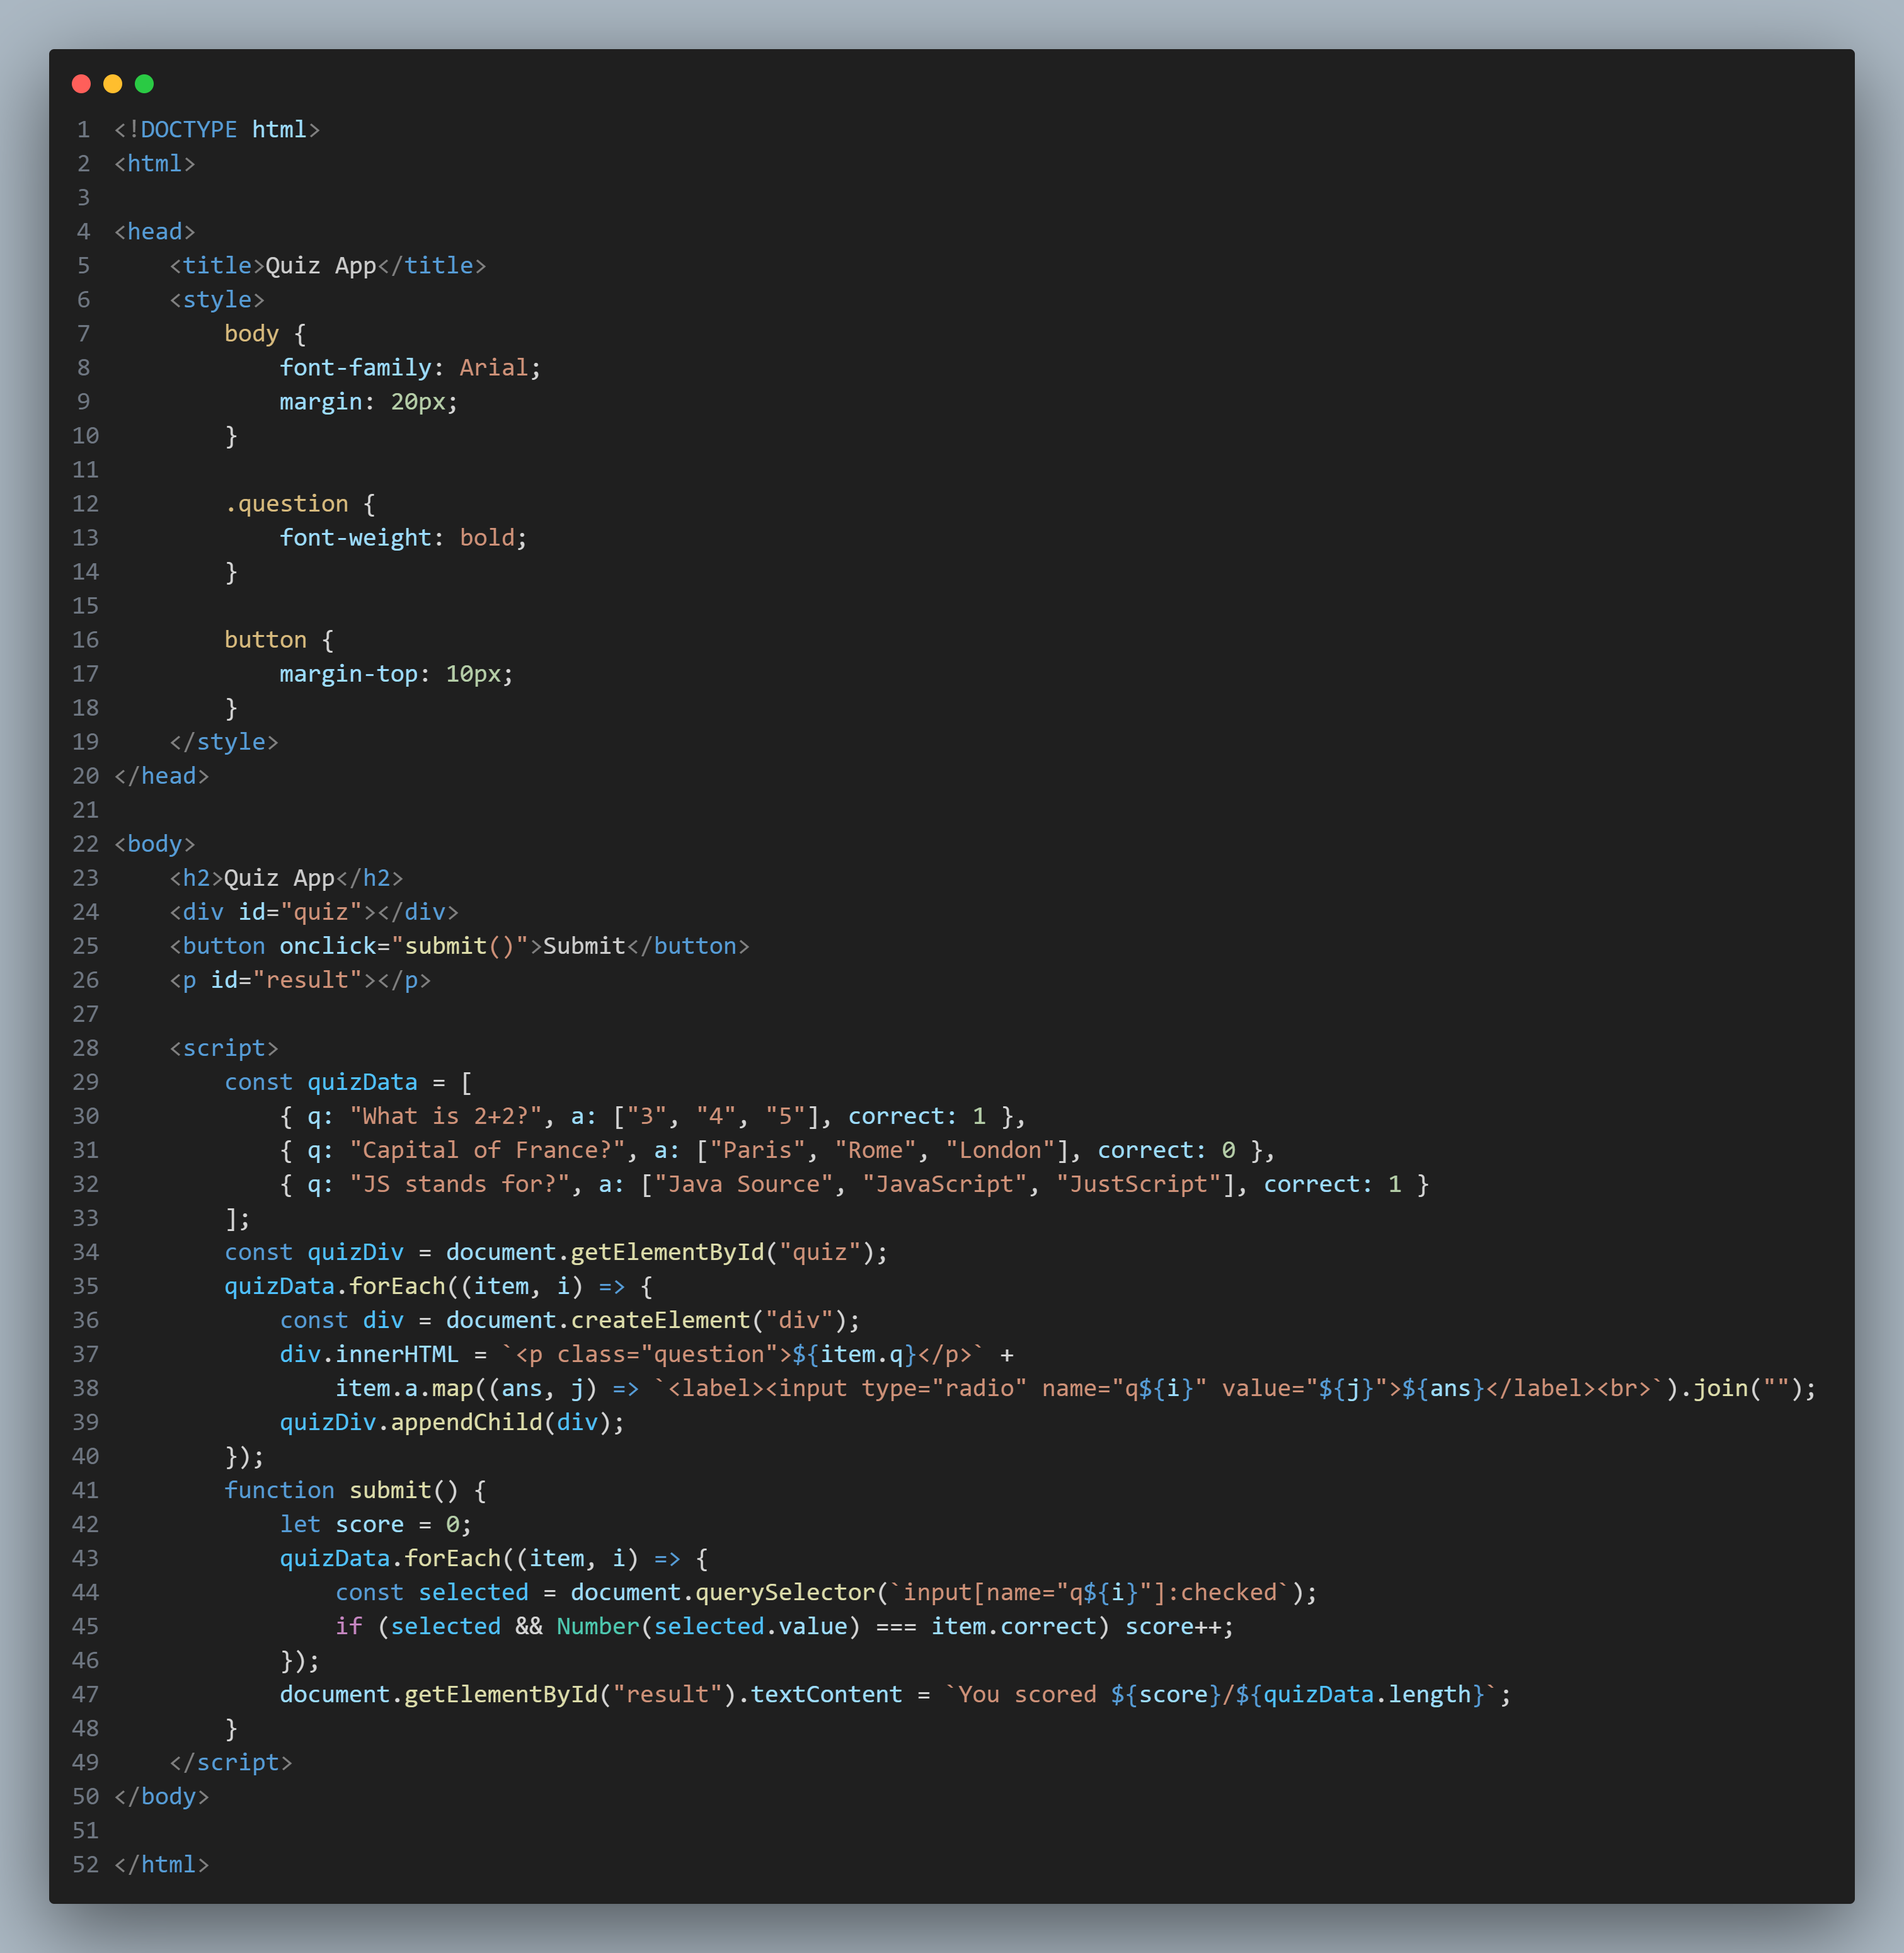 1 <!DOCTYPE html>
2 <html>
3
4 <head>
5     <title>Quiz App</title>
6     <style>
7         body {
8             font-family: Arial;
9             margin: 20px;
10         }
11
12         .question {
13             font-weight: bold;
14         }
15
16         button {
17             margin-top: 10px;
18         }
19     </style>
20 </head>
21
22 <body>
23     <h2>Quiz App</h2>
24     <div id="quiz"></div>
25     <button onclick="submit()">Submit</button>
26     <p id="result"></p>
27
28     <script>
29         const quizData = [
30             { q: "What is 2+2?", a: ["3", "4", "5"], correct: 1 },
31             { q: "Capital of France?", a: ["Paris", "Rome", "London"], correct: 0 },
32             { q: "JS stands for?", a: ["Java Source", "JavaScript", "JustScript"], correct: 1 }
33         ];
34         const quizDiv = document.getElementById("quiz");
35         quizData.forEach((item, i) => {
36             const div = document.createElement("div");
37             div.innerHTML = `<p class="question">${item.q}</p>` +
38                 item.a.map((ans, j) => `<label><input type="radio" name="q${i}" value="${j}">${ans}</label><br>`).join("");
39             quizDiv.appendChild(div);
40         });
41         function submit() {
42             let score = 0;
43             quizData.forEach((item, i) => {
44                 const selected = document.querySelector(`input[name="q${i}"]:checked`);
45                 if (selected && Number(selected.value) === item.correct) score++;
46             });
47             document.getElementById("result").textContent = `You scored ${score}/${quizData.length}`;
48         }
49     </script>
50 </body>
51
52 </html>